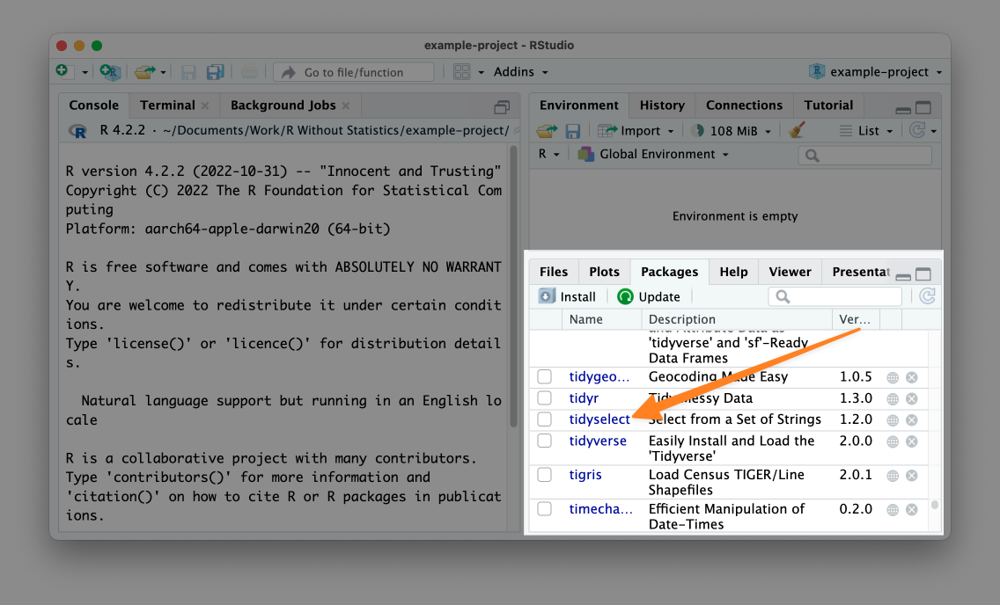 example-project - RStudio
Go to file/function
Addins
example-project
Console
Terminal
Background Jobs
R 4.2.2 · ~/Documents/Work/R Without Statistics/example-project/
R version 4.2.2 (2022-10-31) -- "Innocent and Trusting"
Copyright (C) 2022 The R Foundation for Statistical Com
puting
Platform: aarch64-apple-darwin20 (64-bit)
R is free software and comes with ABSOLUTELY NO WARRANT
Y.
You are welcome to redistribute it under certain condit
ions.
Type 'license()' or 'licence()' for distribution detail
s.
Natural language support but running in an English lo
cale
R is a collaborative project with many contributors.
Type 'contributors()' for more information and
'citation()' on how to cite R or R packages in publicat
ions.
Environment
History
Connections
Tutorial
Import
108 MiB
List
R
Global Environment
Environment is empty
Files
Plots
Packages
Help
Viewer
Presentat
Install
Update
Name
Description
Ver...
and Attribute Data as
'tidyverse' and 'sf'-Ready
Data Frames
tidygeo... Geocoding Made Easy 1.0.5
tidyr Tidy Messy Data 1.3.0
tidyselect Select from a Set of Strings 1.2.0
tidyverse Easily Install and Load the 2.0.0
'Tidyverse'
tigris Load Census TIGER/Line 2.0.1
Shapefiles
timecha... Efficient Manipulation of 0.2.0
Date-Times